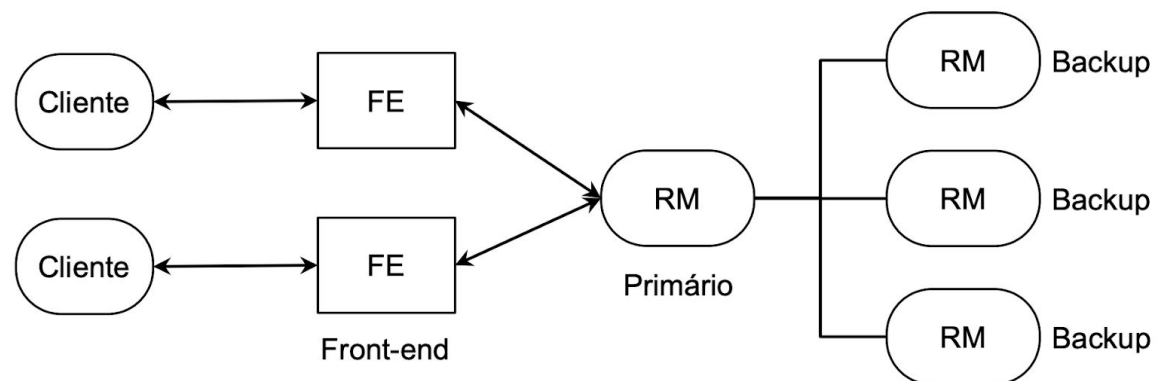 RM Backup
Cliente FE
RM RM Backup
Cliente FE
Primário
RM Backup
Front-end